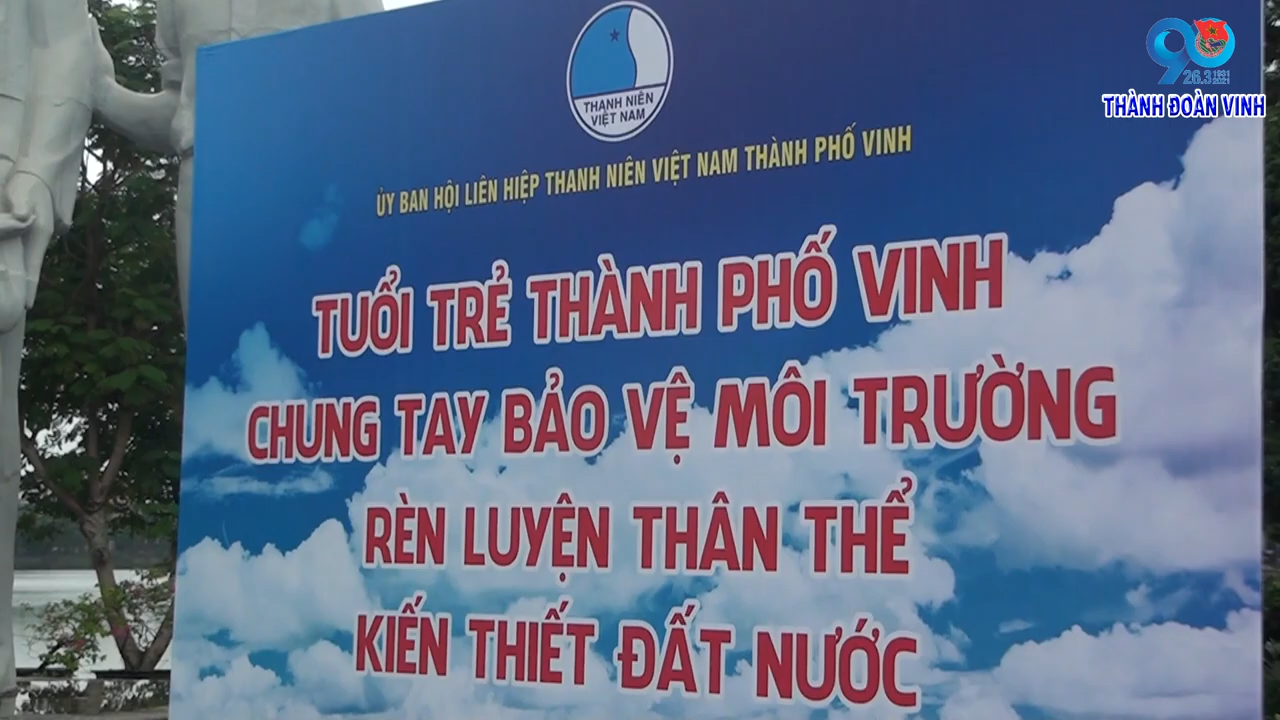 90
26.3 1931 2021
THÀNH ĐOÀN VINH
THANH NIÊN
VIỆT NAM
ỦY BAN HỘI LIÊN HIỆP THANH NIÊN VIỆT NAM THÀNH PHỐ VINH
TUỔI TRẺ THÀNH PHỐ VINH
CHUNG TAY BẢO VỆ MÔI TRƯỜNG
RÈN LUYỆN THÂN THỂ
KIẾN THIẾT ĐẤT NƯỚC